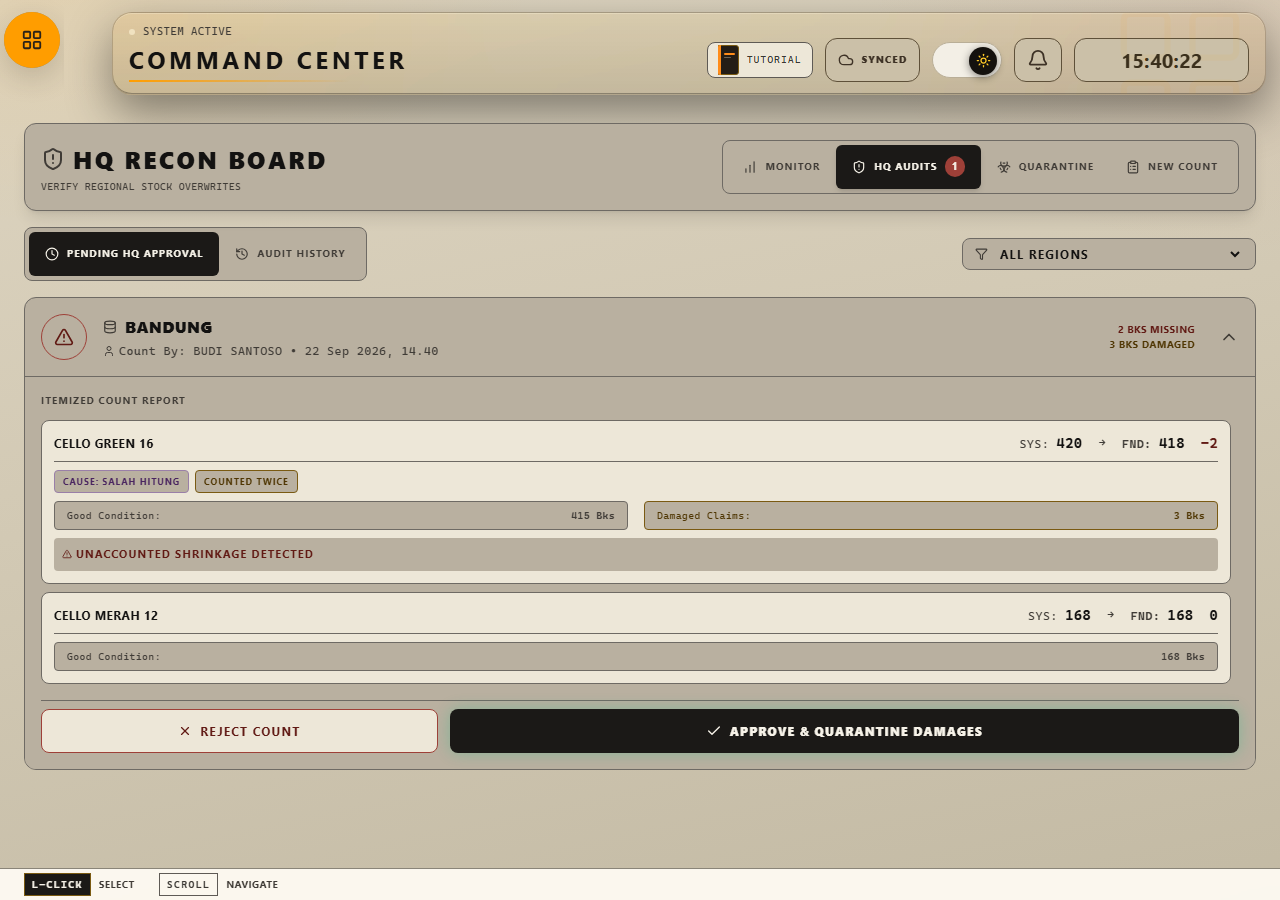 SYSTEM ACTIVE
COMMAND CENTER
TUTORIAL
SYNCED
15:40:22
HQ RECON BOARD
VERIFY REGIONAL STOCK OVERWRITES
MONITOR
HQ AUDITS 1
QUARANTINE
NEW COUNT
PENDING HQ APPROVAL
AUDIT HISTORY
ALL REGIONS
BANDUNG
Count By: BUDI SANTOSO • 22 Sep 2026, 14.40
2 BKS MISSING
3 BKS DAMAGED
ITEMIZED COUNT REPORT
CELLO GREEN 16
SYS: 420 → FND: 418 −2
CAUSE: SALAH HITUNG
COUNTED TWICE
Good Condition: 415 Bks
Damaged Claims: 3 Bks
UNACCOUNTED SHRINKAGE DETECTED
CELLO MERAH 12
SYS: 168 → FND: 168 0
Good Condition: 168 Bks
REJECT COUNT
APPROVE & QUARANTINE DAMAGES
L-CLICK SELECT
SCROLL NAVIGATE